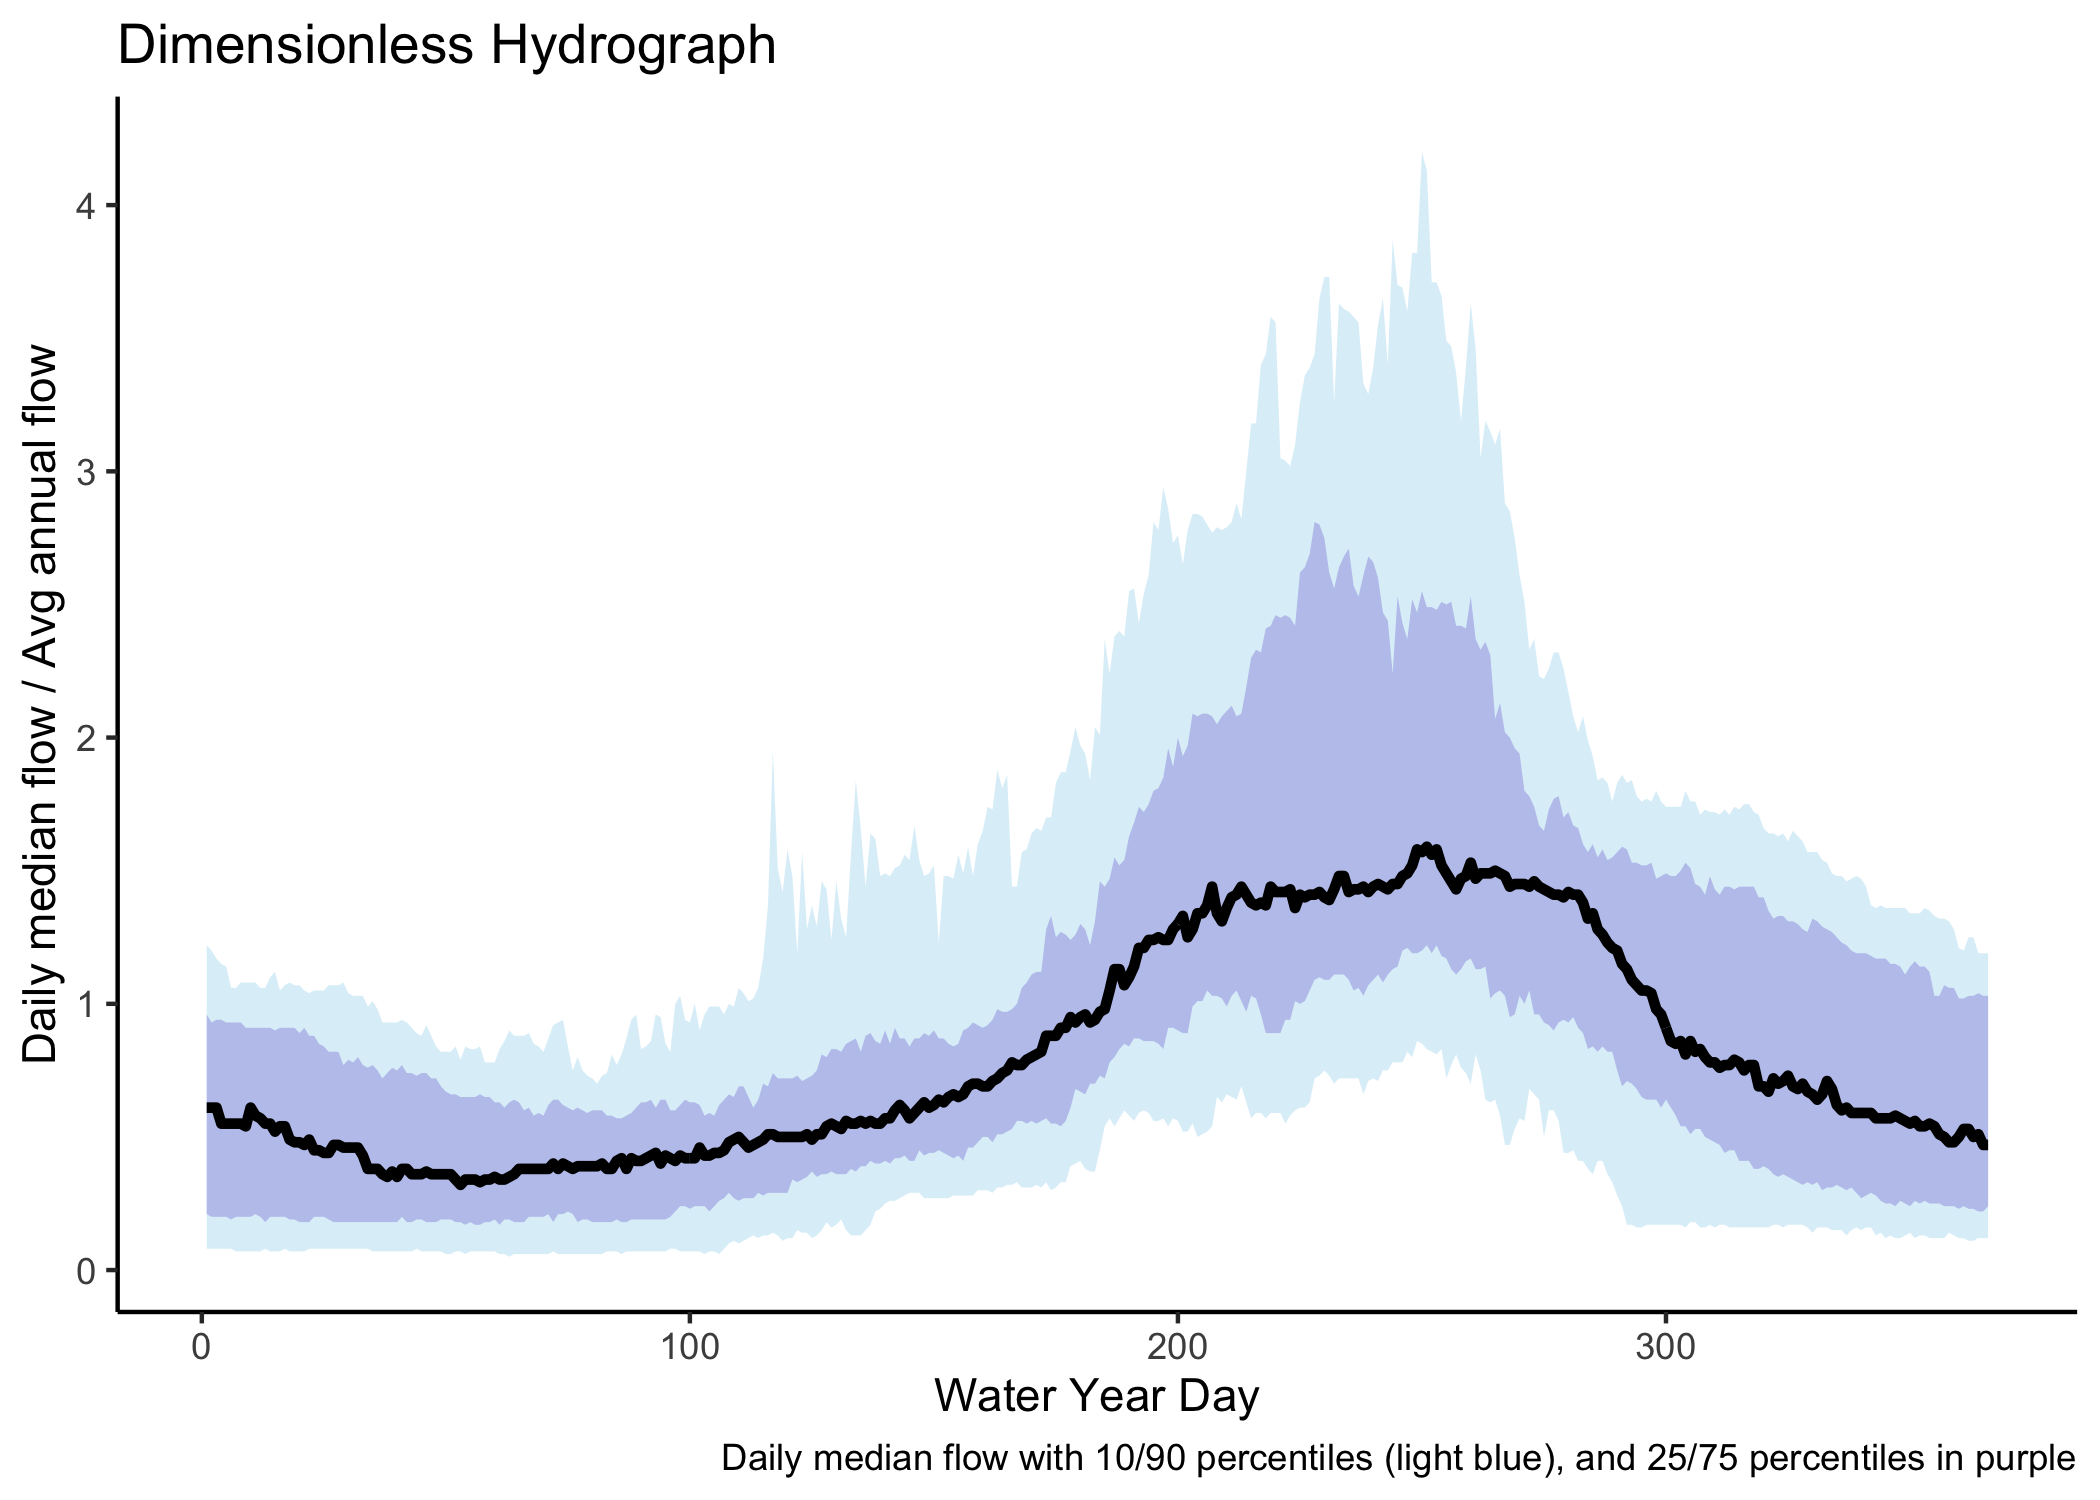 Dimensionless Hydrograph
Daily median flow / Avg annual flow
4
3
2
1
0
0 100 200 300
Water Year Day
Daily median flow with 10/90 percentiles (light blue), and 25/75 percentiles in purple